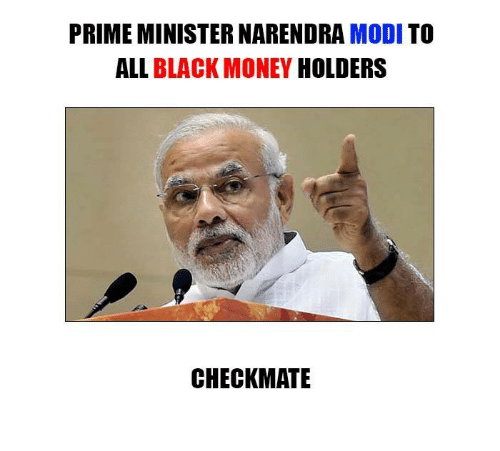 PRIME MINISTER NARENDRA MODI TO
ALL BLACK MONEY HOLDERS
CHECKMATE